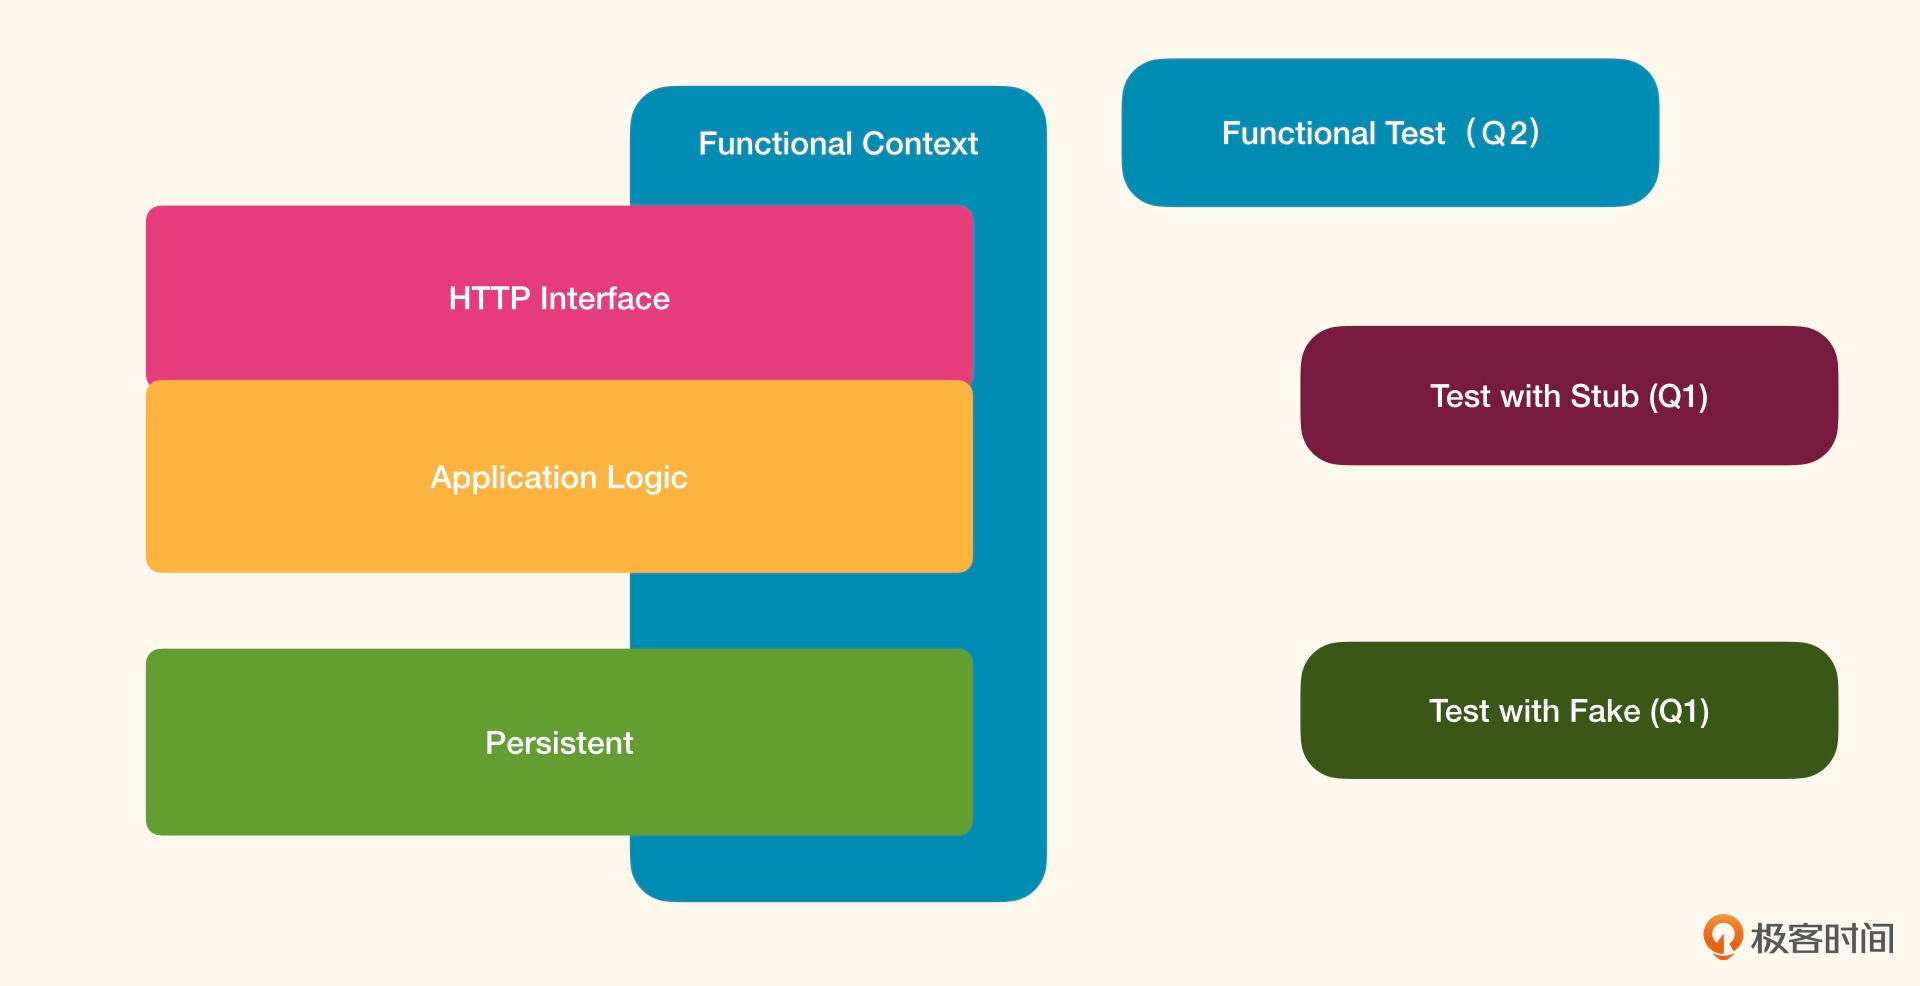 Functional Context
Functional Test（Q2）
HTTP Interface
Test with Stub (Q1)
Application Logic
Test with Fake (Q1)
Persistent
极客时间